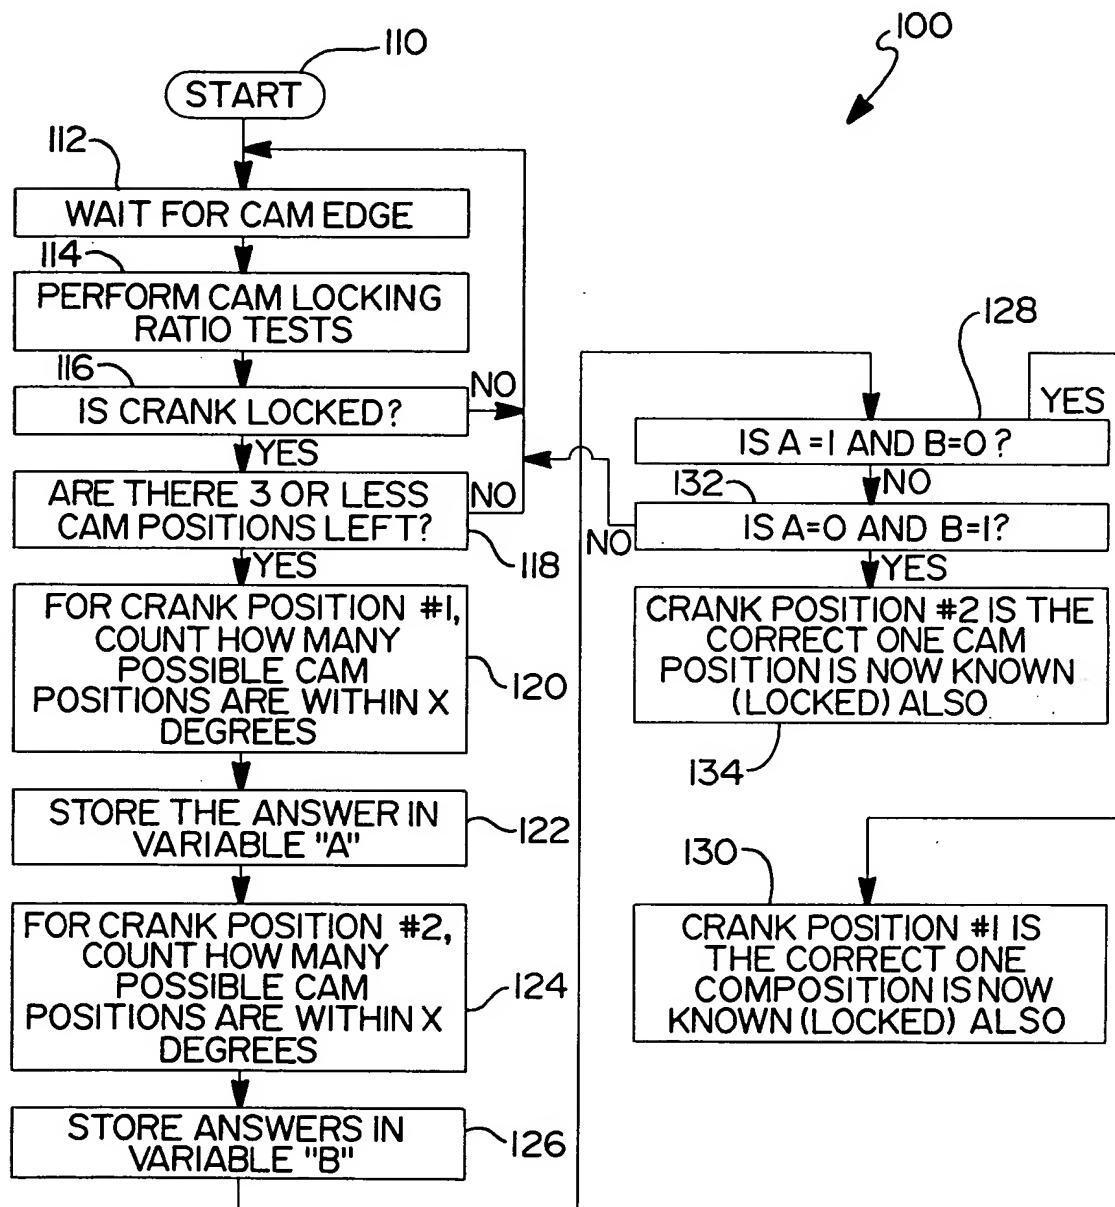 100
110
START
112
WAIT FOR CAM EDGE
114
PERFORM CAM LOCKING
RATIO TESTS
116
IS CRANK LOCKED?
NO
YES
ARE THERE 3 OR LESS
CAM POSITIONS LEFT?
NO
118
YES
FOR CRANK POSITION #1,
COUNT HOW MANY
POSSIBLE CAM
POSITIONS ARE WITHIN X
DEGREES
120
STORE THE ANSWER IN
VARIABLE "A"
122
FOR CRANK POSITION #2,
COUNT HOW MANY
POSSIBLE CAM
POSITIONS ARE WITHIN X
DEGREES
124
STORE ANSWERS IN
VARIABLE "B"
126
128
YES
IS A=1 AND B=0?
NO
132
IS A=0 AND B=1?
NO
YES
CRANK POSITION #2 IS THE
CORRECT ONE CAM
POSITION IS NOW KNOWN
(LOCKED) ALSO
134
130
CRANK POSITION #1 IS
THE CORRECT ONE
COMPOSITION IS NOW
KNOWN (LOCKED) ALSO